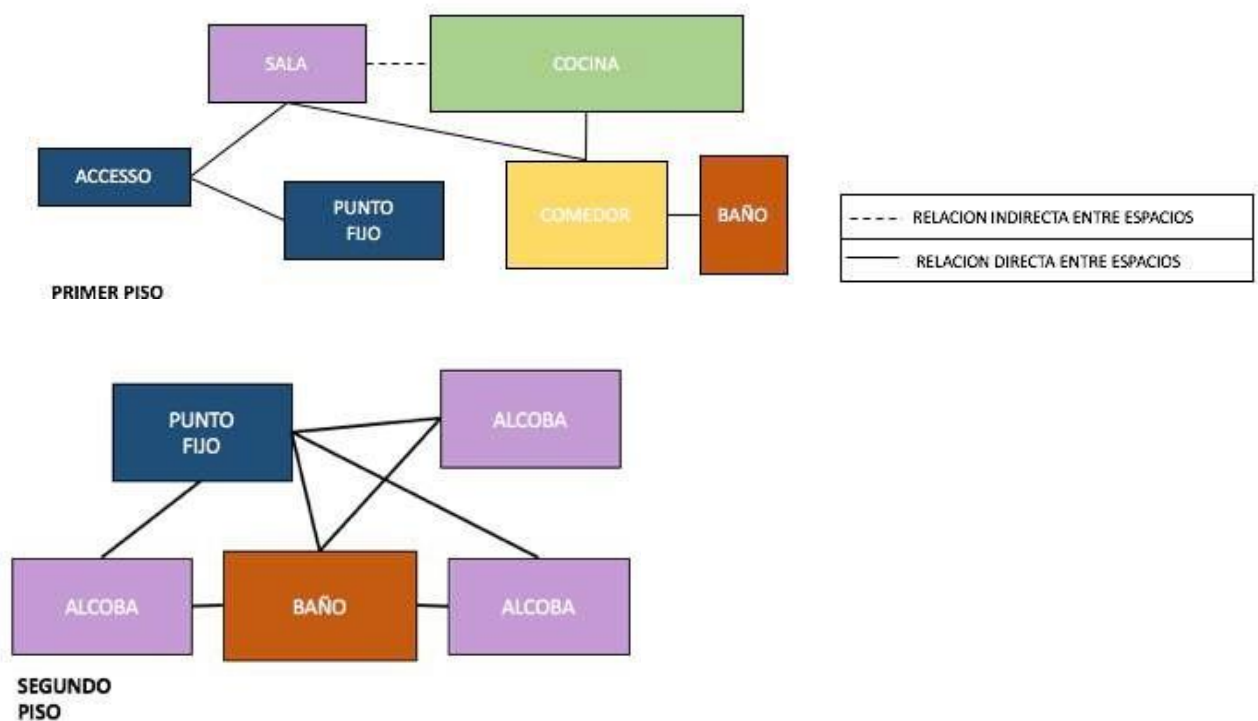 SALA
COCINA
ACCESSO
PUNTO
FIJO
COMEDOR
BAÑO
PRIMER PISO
RELACION INDIRECTA ENTRE ESPACIOS
RELACION DIRECTA ENTRE ESPACIOS
PUNTO
FIJO
ALCOBA
ALCOBA
BAÑO
ALCOBA
SEGUNDO
PISO